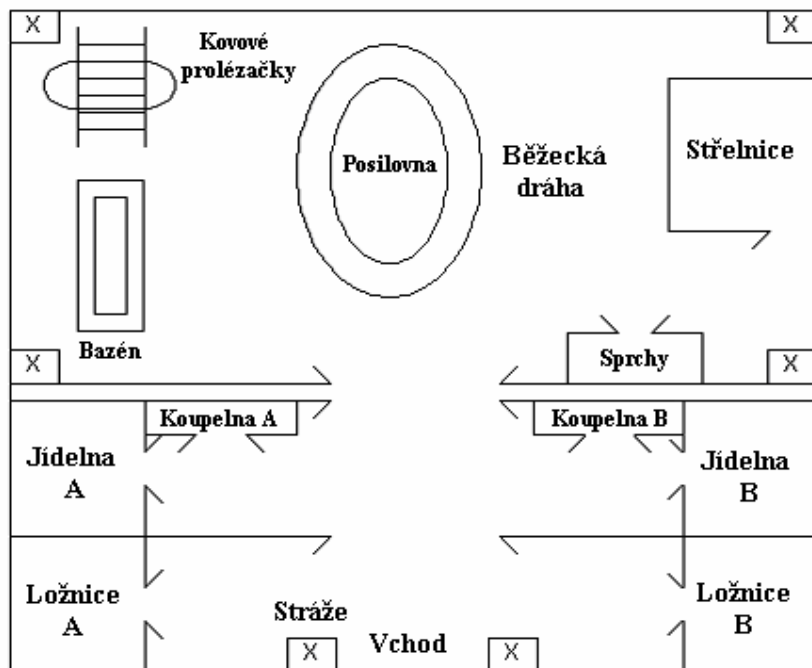 X
X
Kovové
prolézačky
Posilovna
Běžecká
dráha
Střelnice
Bazén
X
Sprchy
X
Koupelna A
Koupelna B
Jídelna
A
Jídelna
B
Ložnice
A
Stráže
X
Vchod
X
Ložnice
B